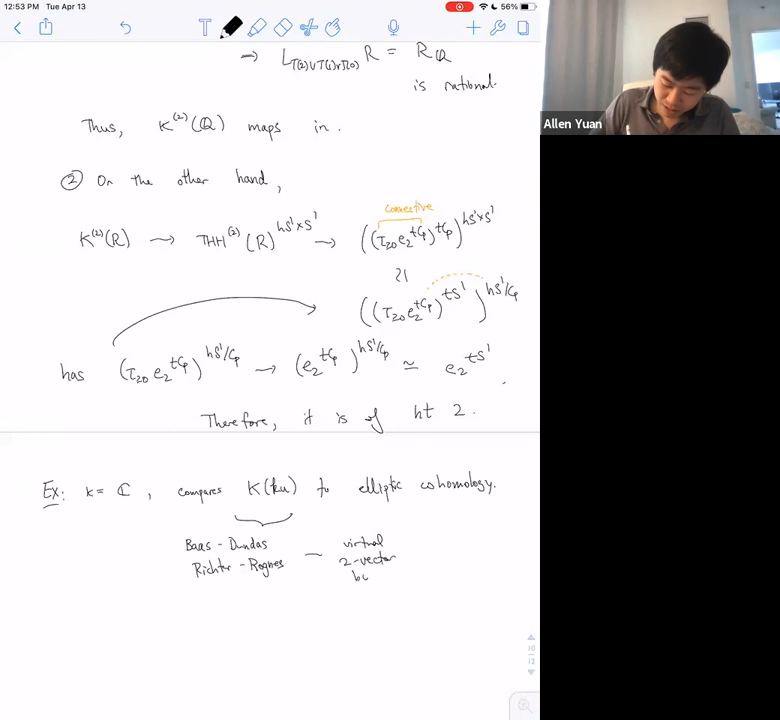 12:53 PM Tue Apr 13
56%
→ L_{T(2)∨T(1)∨T(0)} R = R_ℚ
is rational
Thus, K^{(2)}(ℚ) maps in.
② On the other hand,
connective
K^{(2)}(R) → THH^{(2)}(R)^{hS^1×S^1} → ((τ_{≥0} e_2^{tC_p})^{tC_p})^{hS^1×S^1}
((τ_{≥0} e_2^{tC_p})^{tS^1})^{hS^1/C_p}
has (τ_{≥0} e_2^{tC_p})^{hS^1/C_p} → (e_2^{tC_p})^{hS^1/C_p} ≃ e_2^{tS^1}.
Therefore, it is of ht 2.
Ex: k = ℂ, compares K(ku) to elliptic cohomology.
Baas - Dundas
Richter - Rognes
~ virtual
2-vector
bu
Allen Yuan
10
12